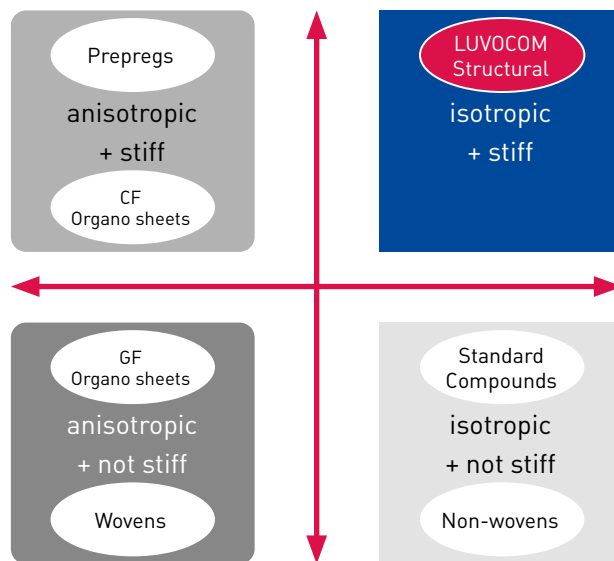 Prepregs
anisotropic
+ stiff
CF
Organo sheets
LUVOCOM
Structural
isotropic
+ stiff
GF
Organo sheets
anisotropic
+ not stiff
Wovens
Standard
Compounds
isotropic
+ not stiff
Non-wovens